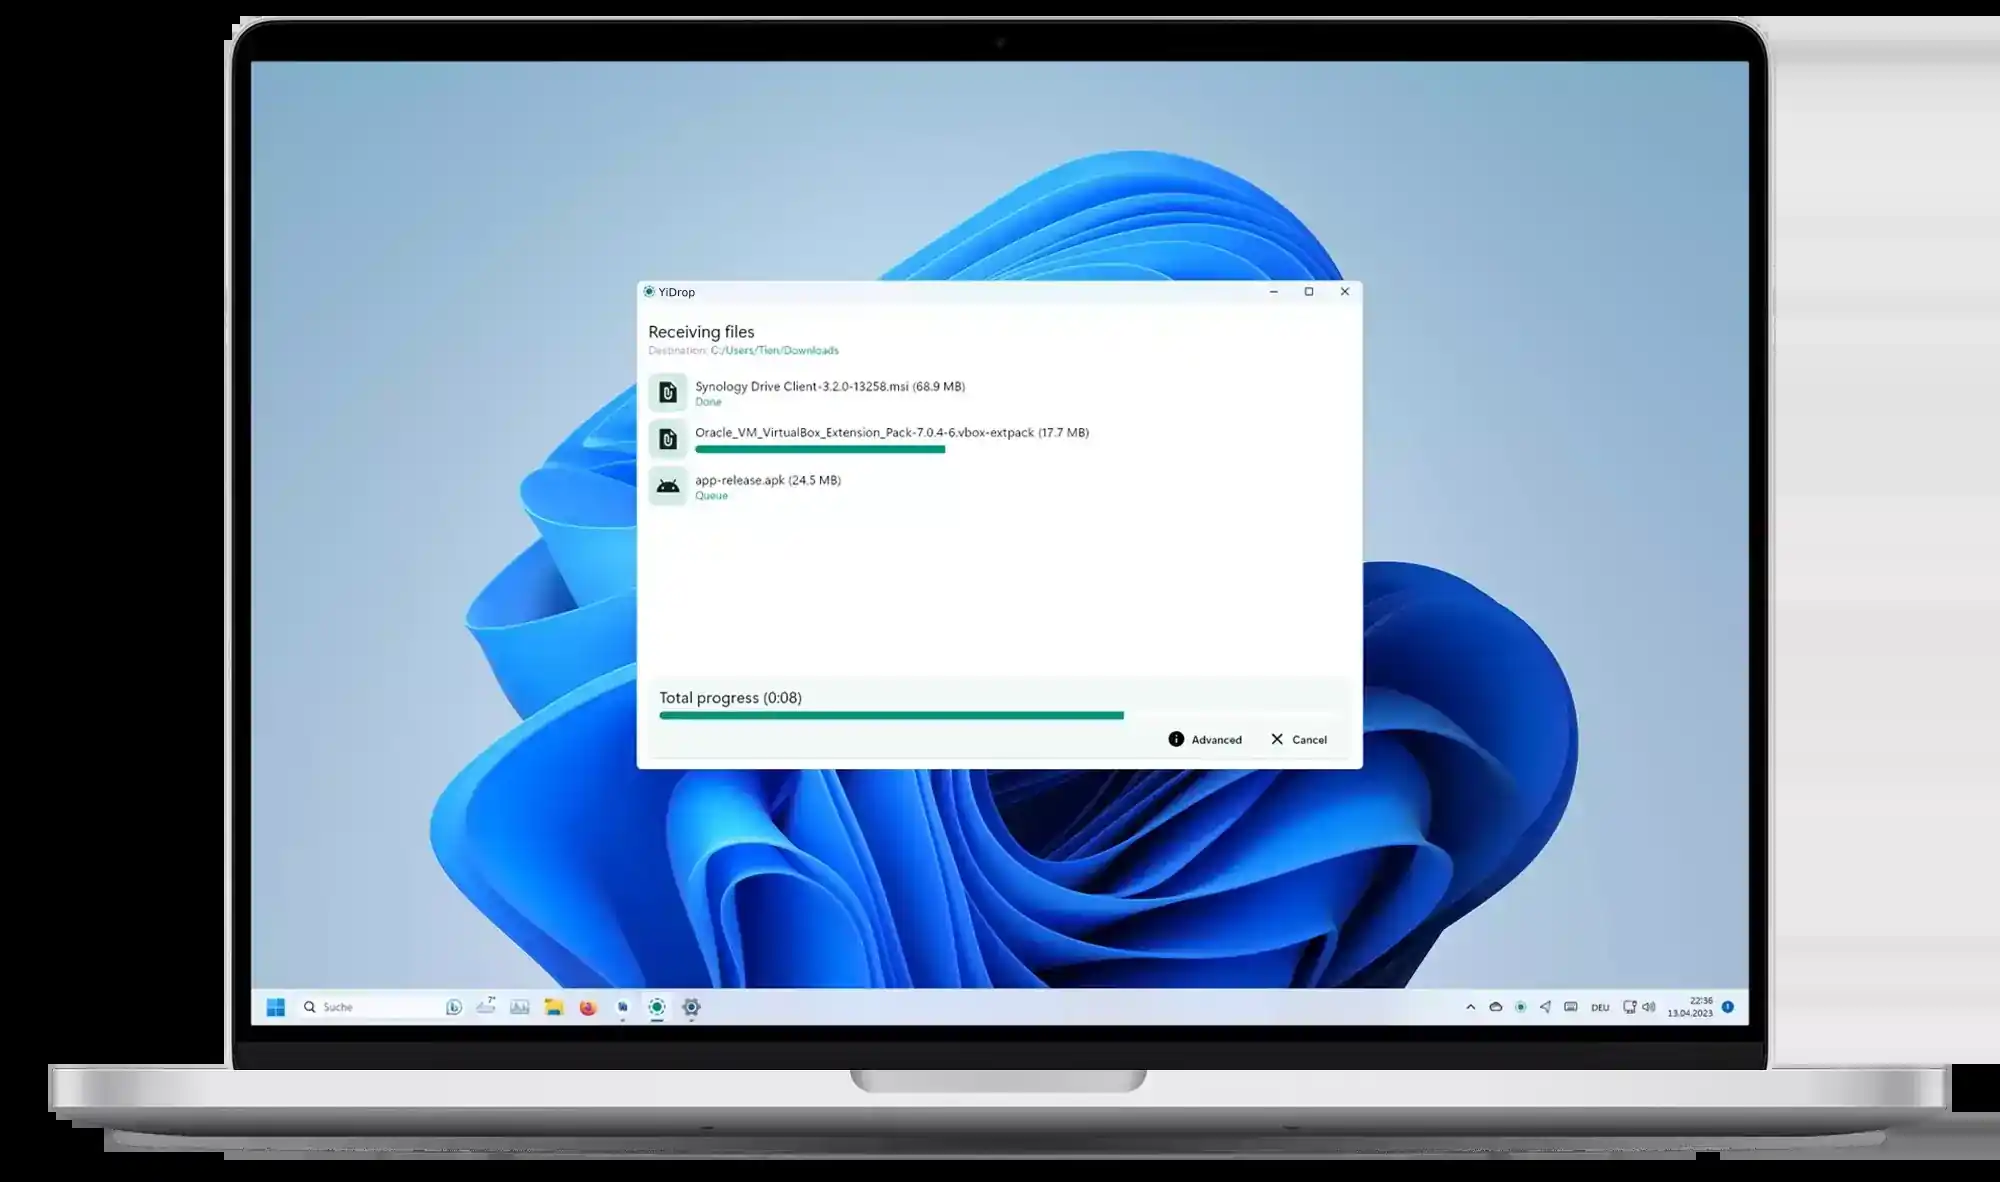 YiDrop
Receiving files
Destination: C:/Users/Tien/Downloads
Synology Drive Client-3.2.0-13258.msi (68.9 MB)
Done
Oracle_VM_VirtualBox_Extension_Pack-7.0.4-6.vbox-extpack (17.7 MB)
app-release.apk (24.5 MB)
Queue
Total progress (0:08)
Advanced
Cancel
Suche
7°
DEU
22:36
13.04.2023
1